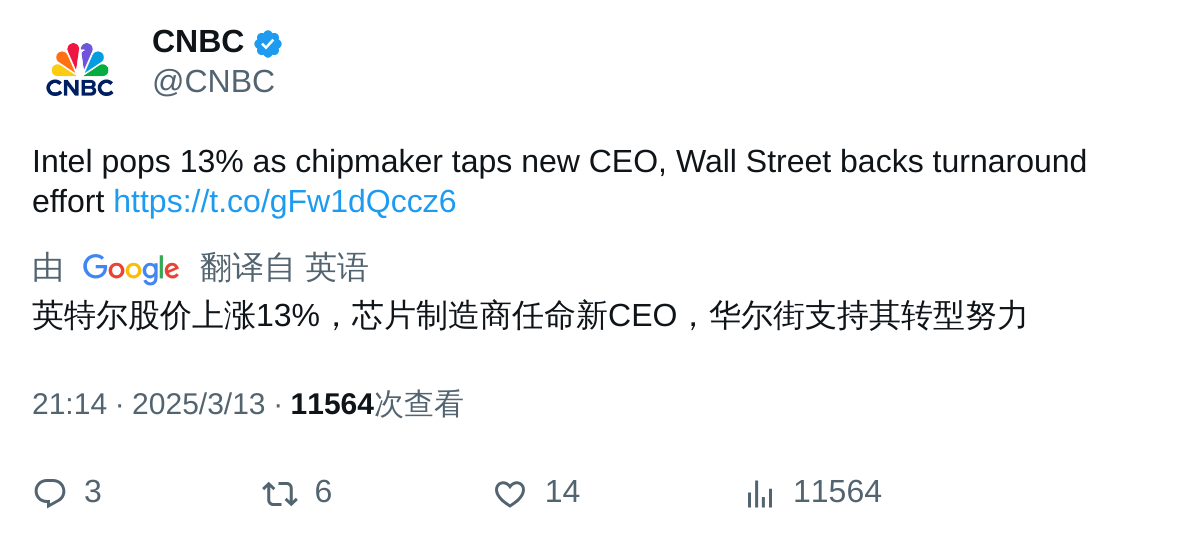 CNBC
CNBC
@CNBC
Intel pops 13% as chipmaker taps new CEO, Wall Street backs turnaround
effort https://t.co/gFw1dQccz6
由 Google 翻译自 英语
英特尔股价上涨13%，芯片制造商任命新CEO，华尔街支持其转型努力
21:14 · 2025/3/13 · 11564次查看
3 6 14 11564